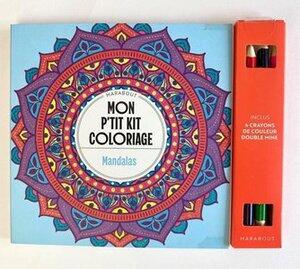 MARABOUT
MON
P'TIT KIT
COLORIAGE
Mandalas
INCLUS
6 CRAYONS
DE COULEUR
DOUBLE MINE
MARABOUT